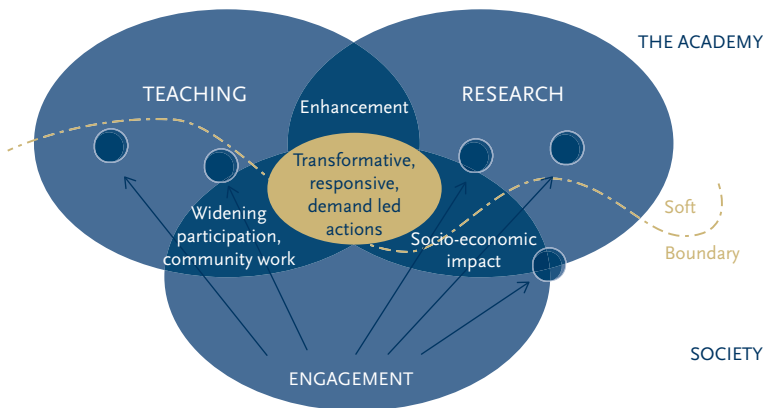 THE ACADEMY
TEACHING
RESEARCH
Enhancement
Transformative,
responsive,
demand led
actions
Widening
participation,
community work
Socio-economic
impact
Soft
Boundary
SOCIETY
ENGAGEMENT